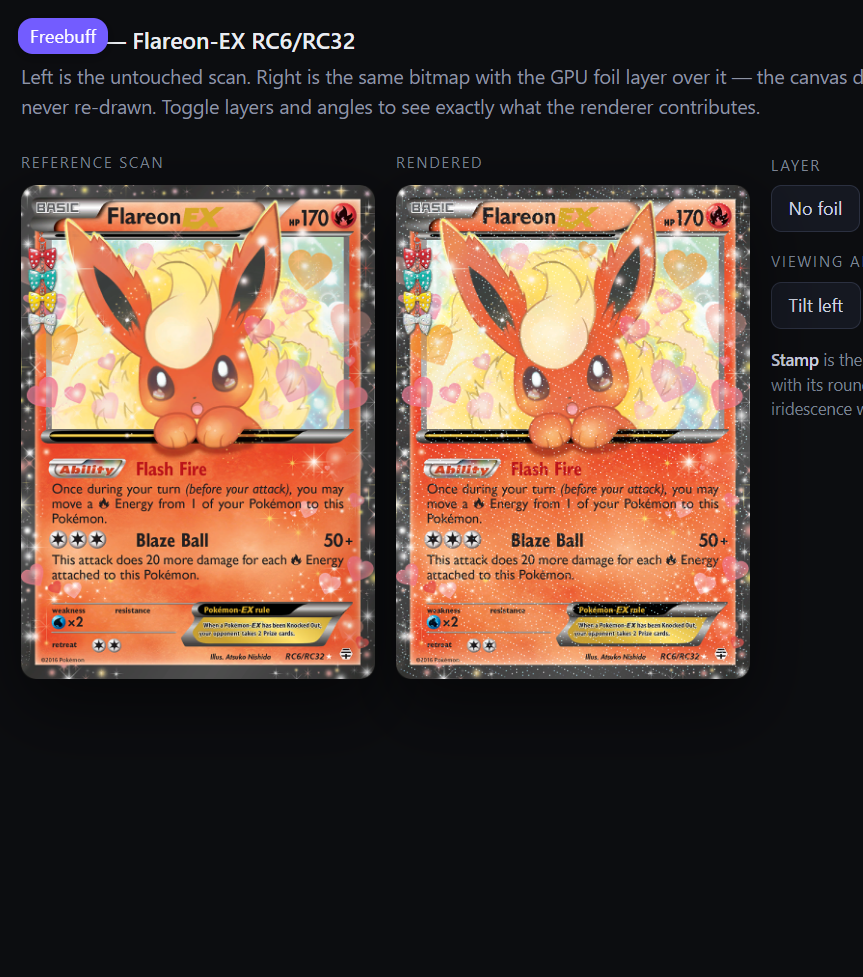 Freebuff — Flareon-EX RC6/RC32
Left is the untouched scan. Right is the same bitmap with the GPU foil layer over it — the canvas d
never re-drawn. Toggle layers and angles to see exactly what the renderer contributes.
REFERENCE SCAN
BASIC Flareon EX HP 170
Ability Flash Fire
Once during your turn (before your attack), you may
move a Energy from 1 of your Pokémon to this
Pokémon.
Blaze Ball 50+
This attack does 20 more damage for each Energy
attached to this Pokémon.
weakness resistance
×2
Pokémon-EX rule
When a Pokémon-EX has been Knocked Out,
your opponent takes 2 Prize cards.
retreat
©2016 Pokémon
Illus. Atsuko Nishida RC6/RC32
RENDERED
BASIC Flareon EX HP 170
Ability Flash Fire
Once during your turn (before your attack), you may
move a Energy from 1 of your Pokémon to this
Pokémon.
Blaze Ball 50+
This attack does 20 more damage for each Energy
attached to this Pokémon.
weakness resistance
×2
Pokémon-EX rule
When a Pokémon-EX has been Knocked Out,
your opponent takes 2 Prize cards.
retreat
©2016 Pokémon
Illus. Atsuko Nishida RC6/RC32
LAYER
No foil
VIEWING A
Tilt left
Stamp is the
with its roun
iridescence w